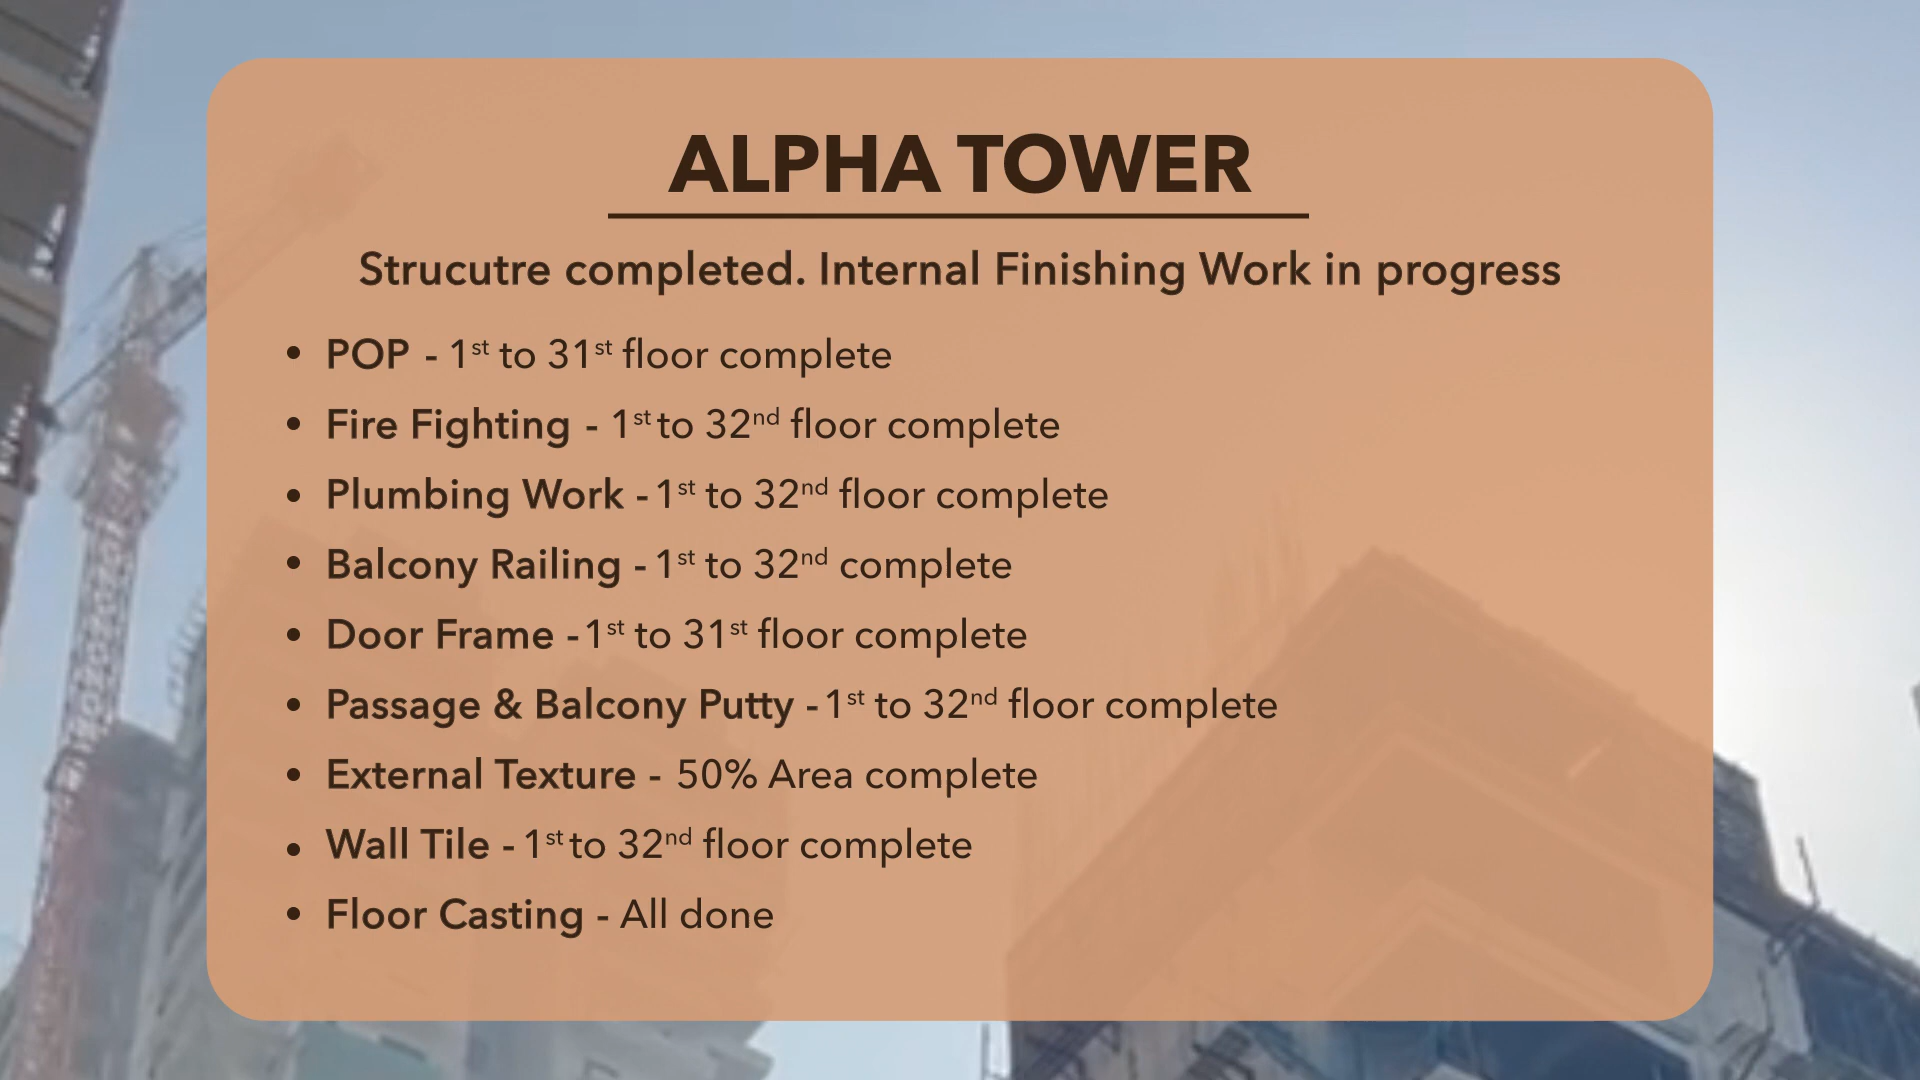 ALPHA TOWER
Strucutre completed. Internal Finishing Work in progress
• POP - 1st to 31st floor complete
• Fire Fighting - 1st to 32nd floor complete
• Plumbing Work - 1st to 32nd floor complete
• Balcony Railing - 1st to 32nd complete
• Door Frame - 1st to 31st floor complete
• Passage & Balcony Putty - 1st to 32nd floor complete
• External Texture - 50% Area complete
• Wall Tile - 1st to 32nd floor complete
• Floor Casting - All done